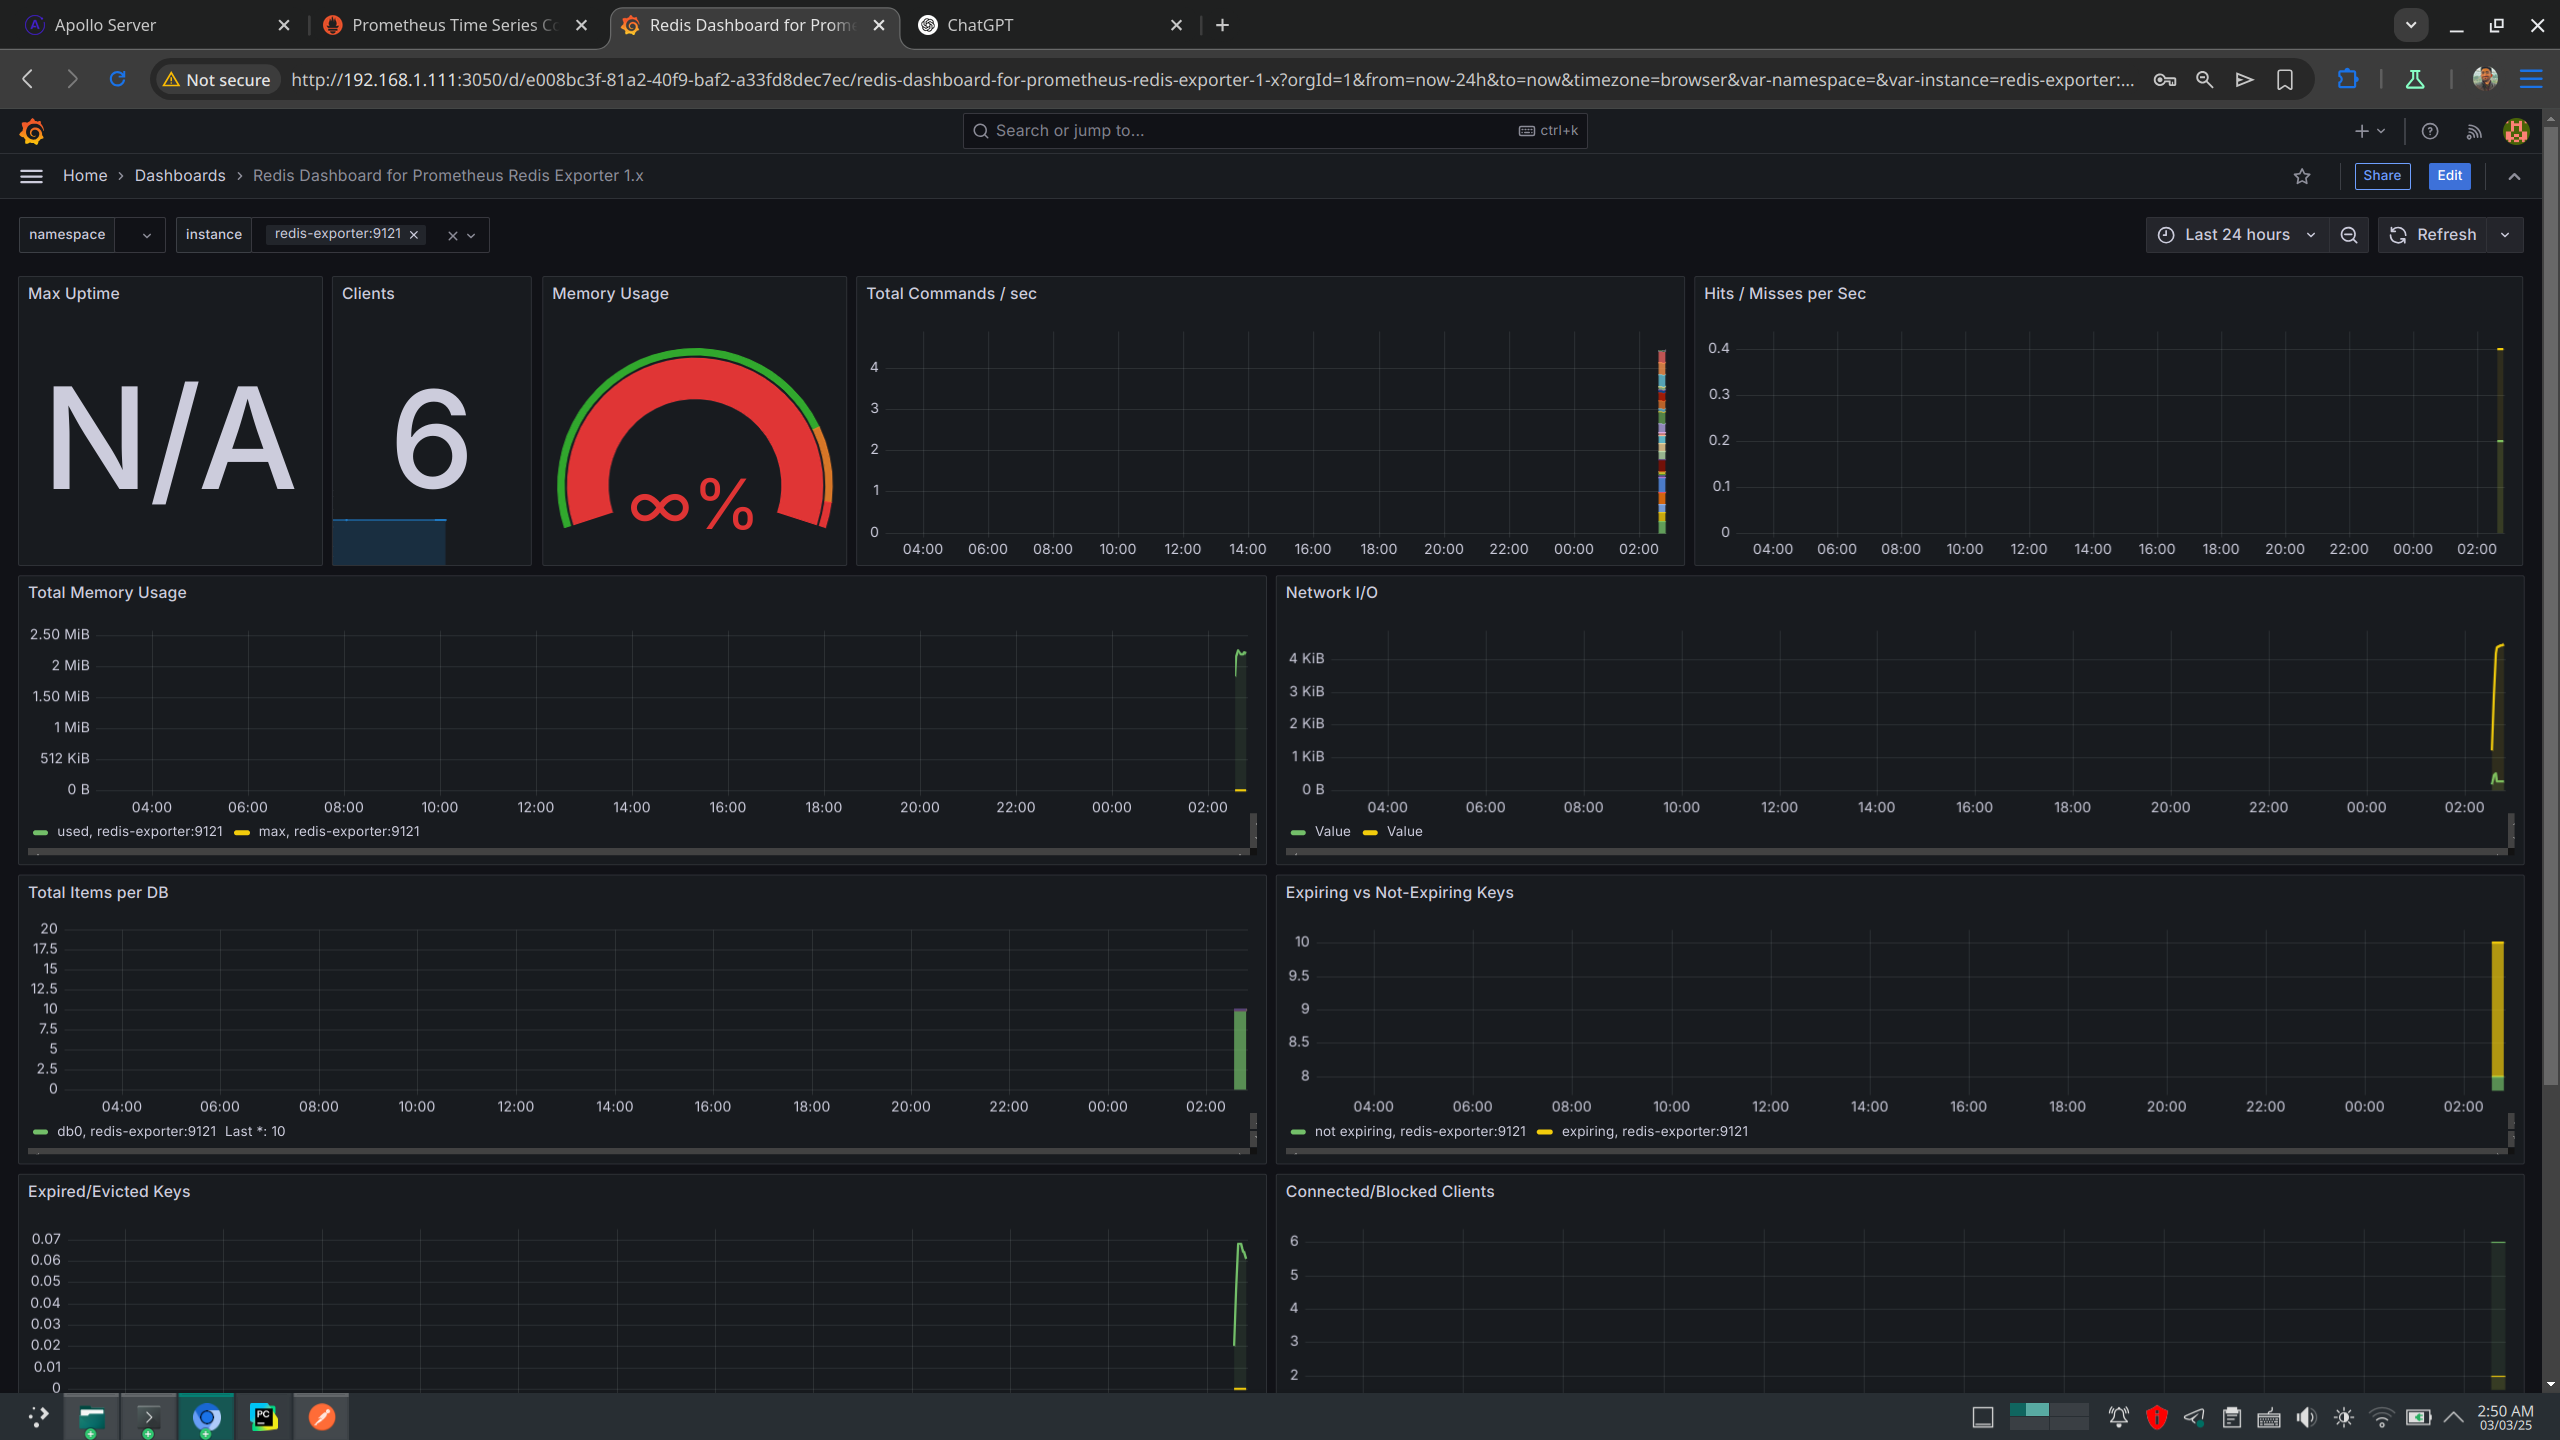 Apollo Server
Prometheus Time Series Co
Redis Dashboard for Prome
ChatGPT
Not secure
http://192.168.1.111:3050/d/e008bc3f-81a2-40f9-baf2-a33fd8dec7ec/redis-dashboard-for-prometheus-redis-exporter-1-x?orgId=1&from=now-24h&to=now&timezone=browser&var-namespace=&var-instance=redis-exporter:...
Search or jump to...
ctrl+k
Home
Dashboards
Redis Dashboard for Prometheus Redis Exporter 1.x
Share
Edit
namespace
instance
redis-exporter:9121
Last 24 hours
Refresh
Max Uptime
N/A
Clients
6
Memory Usage
∞%
Total Commands / sec
4
3
2
1
0
04:00 06:00 08:00 10:00 12:00 14:00 16:00 18:00 20:00 22:00 00:00 02:00
Hits / Misses per Sec
0.4
0.3
0.2
0.1
0
04:00 06:00 08:00 10:00 12:00 14:00 16:00 18:00 20:00 22:00 00:00 02:00
Total Memory Usage
2.50 MiB
2 MiB
1.50 MiB
1 MiB
512 KiB
0 B
04:00 06:00 08:00 10:00 12:00 14:00 16:00 18:00 20:00 22:00 00:00 02:00
used, redis-exporter:9121 max, redis-exporter:9121
Network I/O
4 KiB
3 KiB
2 KiB
1 KiB
0 B
04:00 06:00 08:00 10:00 12:00 14:00 16:00 18:00 20:00 22:00 00:00 02:00
Value Value
Total Items per DB
20
17.5
15
12.5
10
7.5
5
2.5
0
04:00 06:00 08:00 10:00 12:00 14:00 16:00 18:00 20:00 22:00 00:00 02:00
db0, redis-exporter:9121 Last *: 10
Expiring vs Not-Expiring Keys
10
9.5
9
8.5
8
04:00 06:00 08:00 10:00 12:00 14:00 16:00 18:00 20:00 22:00 00:00 02:00
not expiring, redis-exporter:9121 expiring, redis-exporter:9121
Expired/Evicted Keys
0.07
0.06
0.05
0.04
0.03
0.02
0.01
0
Connected/Blocked Clients
6
5
4
3
2
PC
2:50 AM
03/03/25